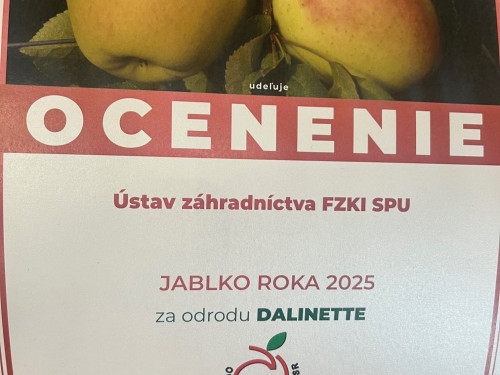 udeľuje
OCENENIE
Ústav záhradníctva FZKI SPU
JABLKO ROKA 2025
za odrodu DALINETTE